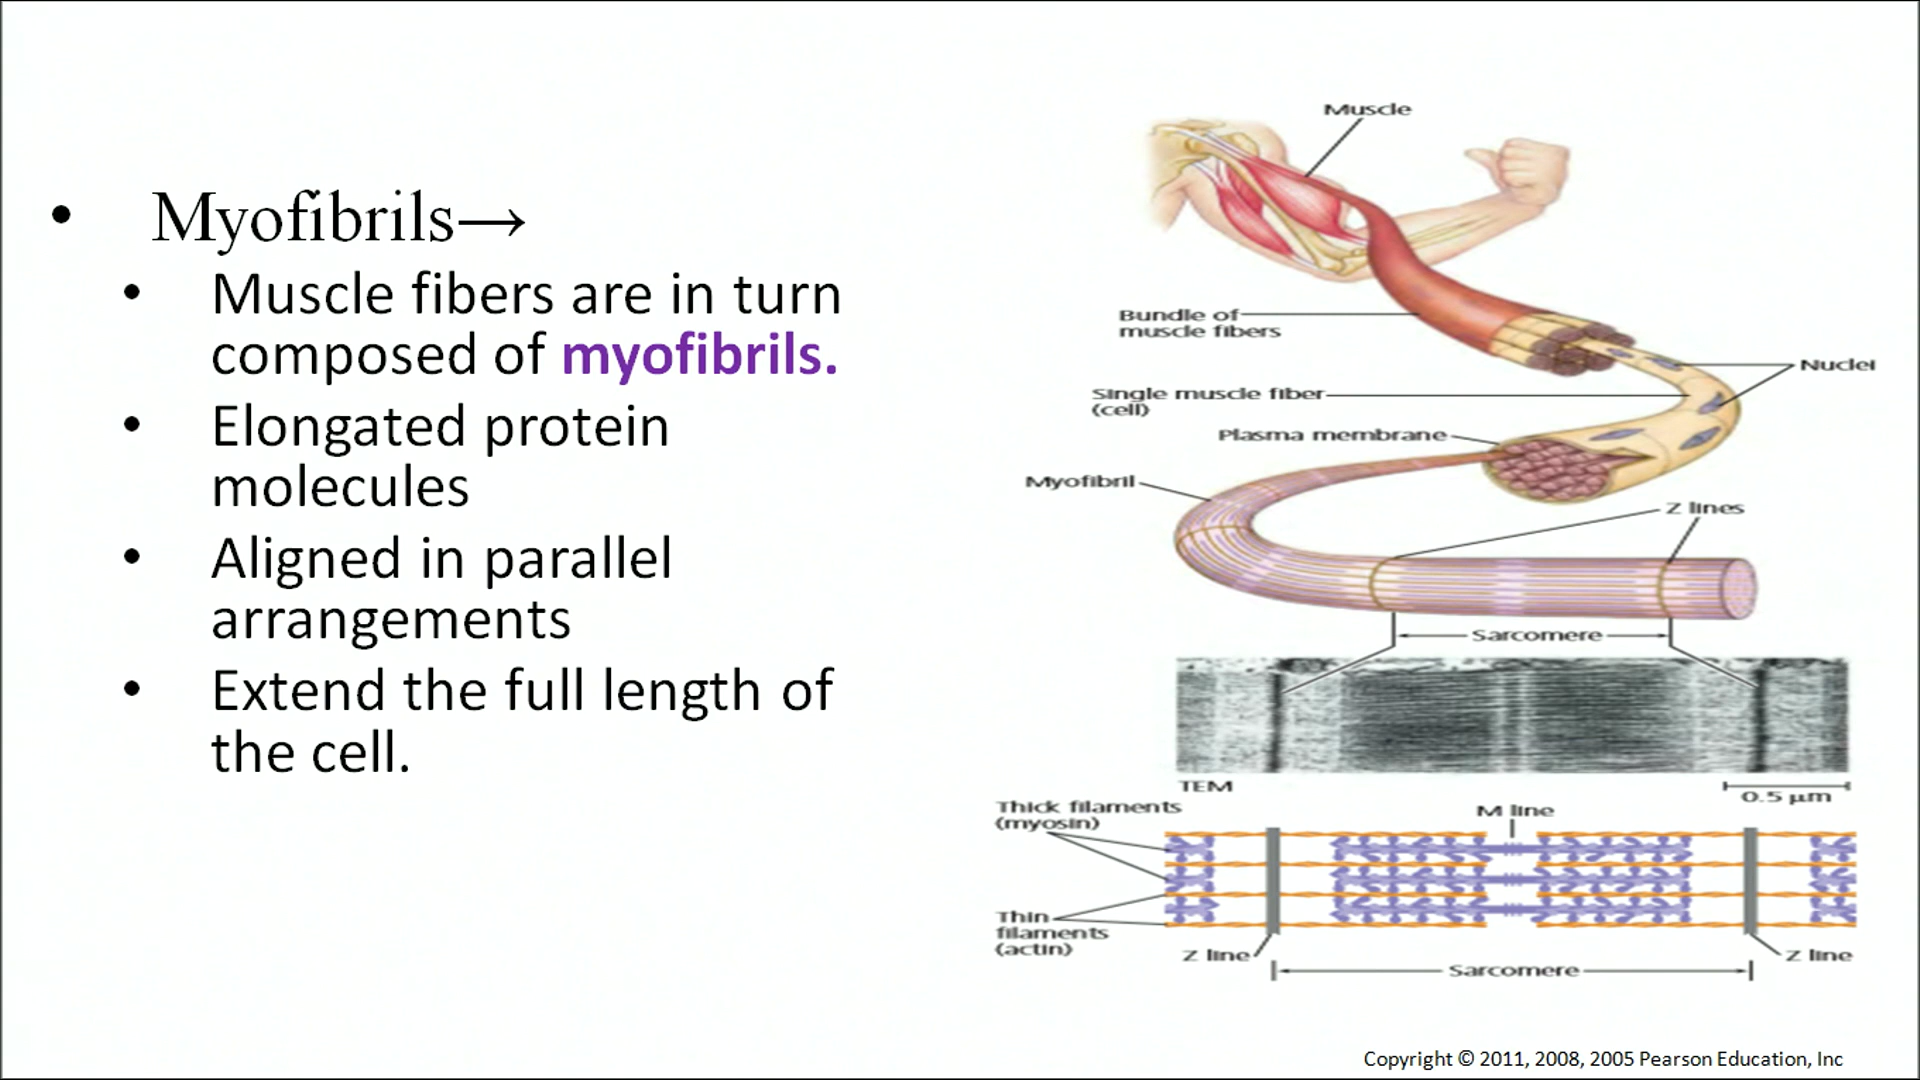 • Myofibrils→
• Muscle fibers are in turn
composed of myofibrils.
• Elongated protein
molecules
• Aligned in parallel
arrangements
• Extend the full length of
the cell.
Muscle
Bundle of
muscle fibers
Nuclei
Single muscle fiber
(cell)
Plasma membrane
Myofibril
Z lines
Sarcomere
TEM
0.5 μm
Thick filaments
(myosin)
M line
Thin
filaments
(actin)
Z line
Z line
Sarcomere
Copyright © 2011, 2008, 2005 Pearson Education, Inc